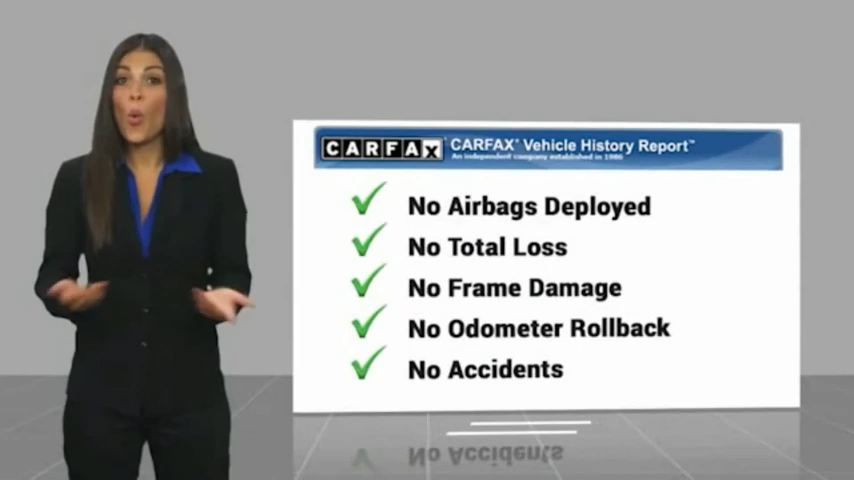 CARFAX CARFAX® Vehicle History Report™
An independent company established in 1986
No Airbags Deployed
No Total Loss
No Frame Damage
No Odometer Rollback
No Accidents
No Accidents